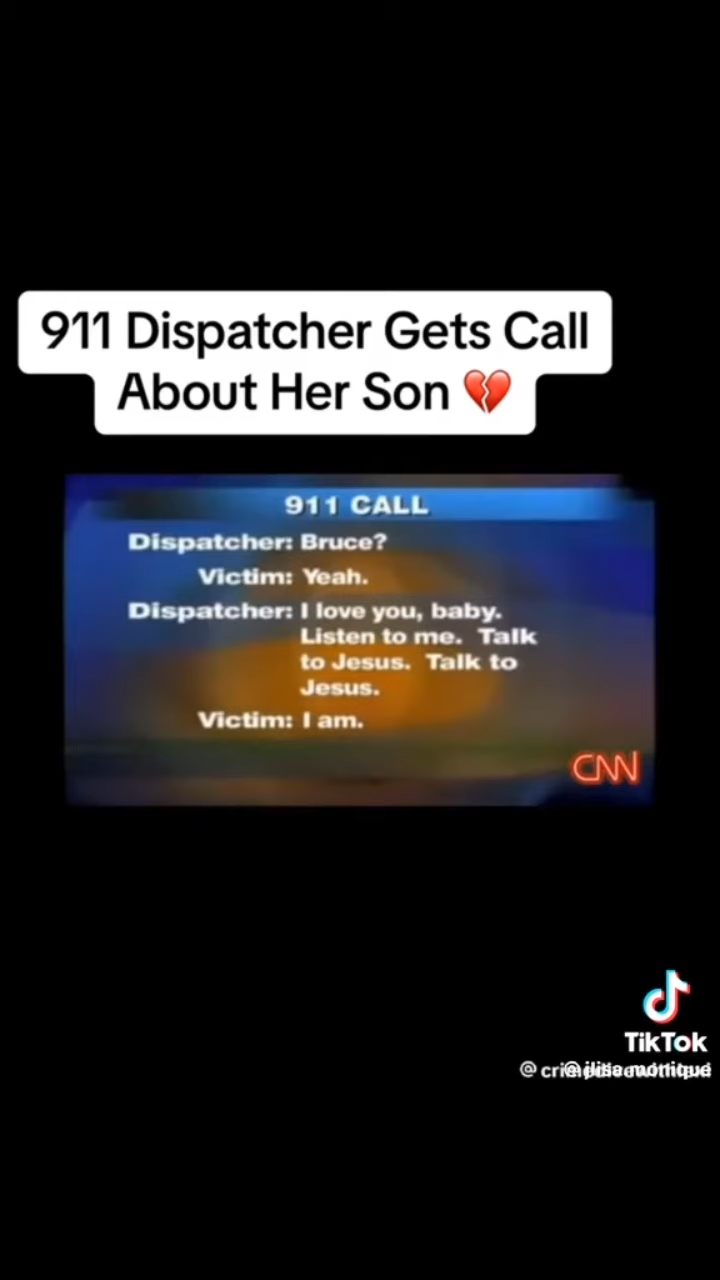 911 Dispatcher Gets Call
About Her Son 💔
911 CALL
Dispatcher: Bruce?
Victim: Yeah.
Dispatcher: I love you, baby.
Listen to me. Talk
to Jesus. Talk to
Jesus.
Victim: I am.
CNN
TikTok